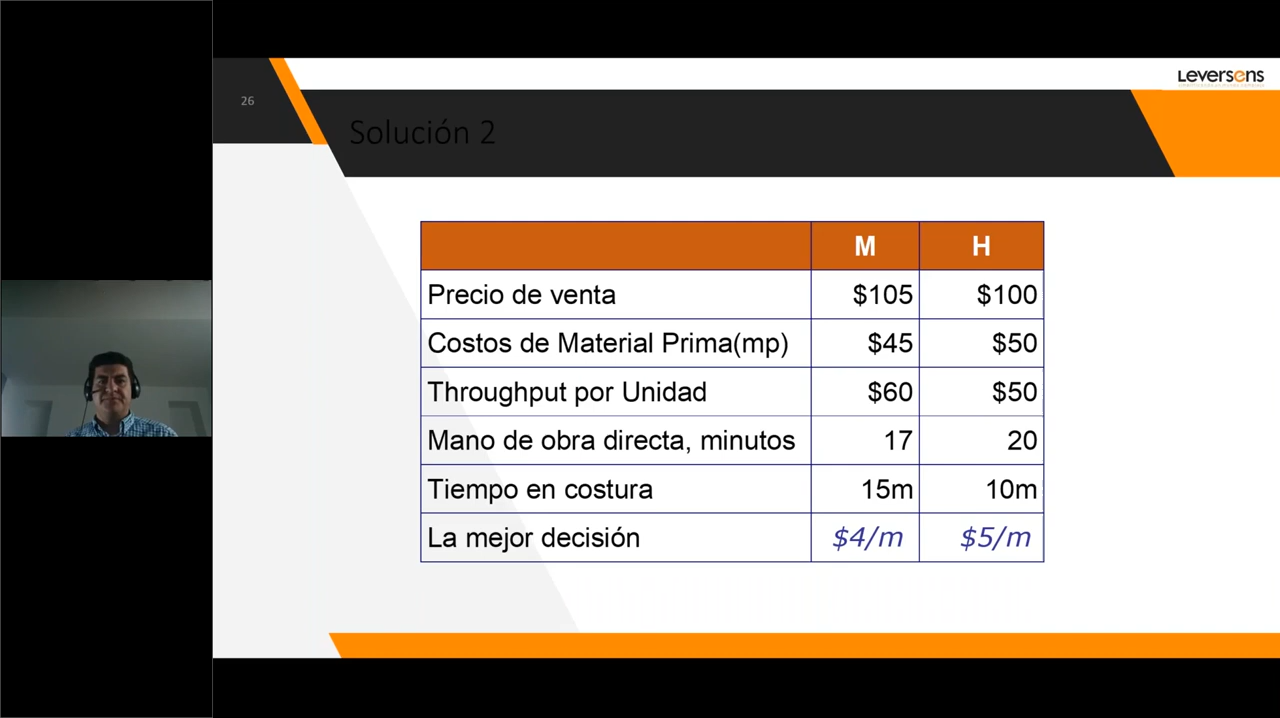 Leversens
26
Solución 2
M H
Precio de venta $105 $100
Costos de Material Prima(mp) $45 $50
Throughput por Unidad $60 $50
Mano de obra directa, minutos 17 20
Tiempo en costura 15m 10m
La mejor decisión $4/m $5/m